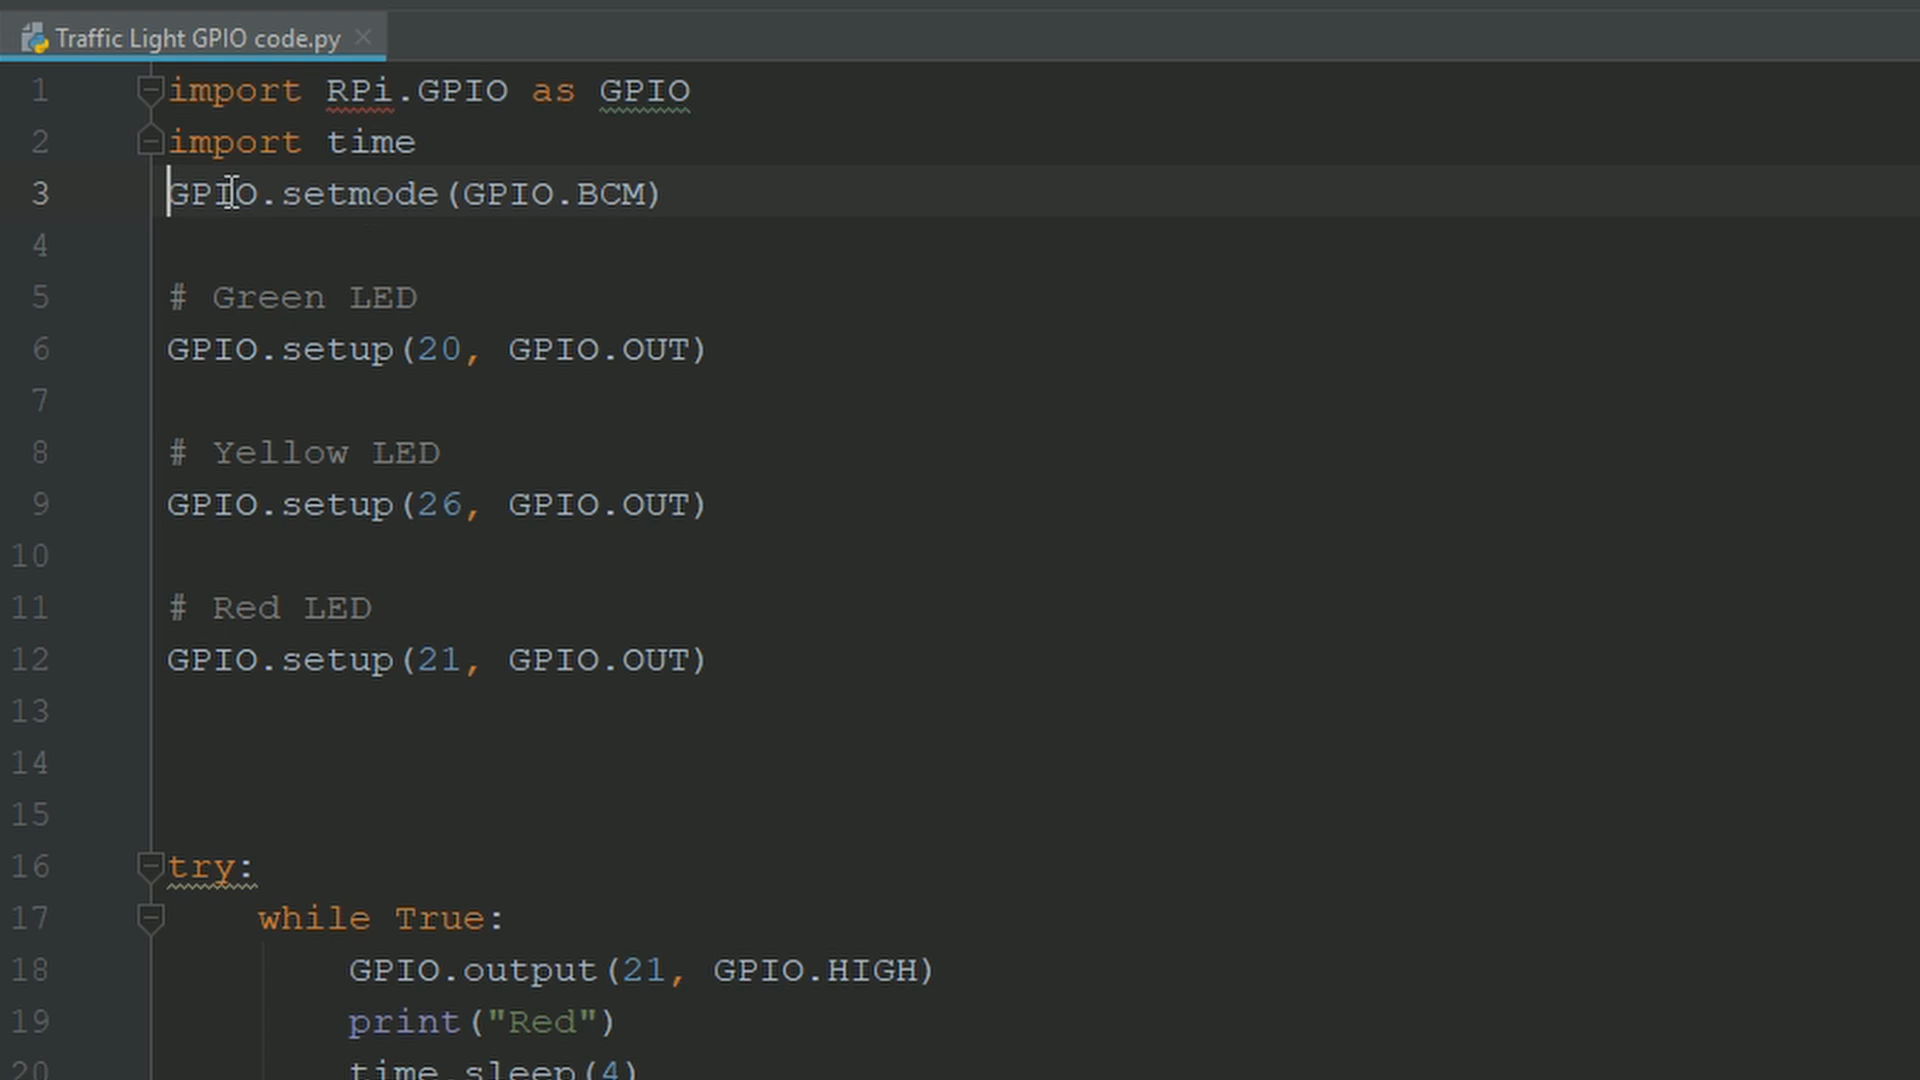 Traffic Light GPIO code.py
1 import RPi.GPIO as GPIO
2 import time
3 GPIO.setmode(GPIO.BCM)
4
5 # Green LED
6 GPIO.setup(20, GPIO.OUT)
7
8 # Yellow LED
9 GPIO.setup(26, GPIO.OUT)
10
11 # Red LED
12 GPIO.setup(21, GPIO.OUT)
13
14
15
16 try:
17 while True:
18 GPIO.output(21, GPIO.HIGH)
19 print("Red")
20 time.sleep(4)